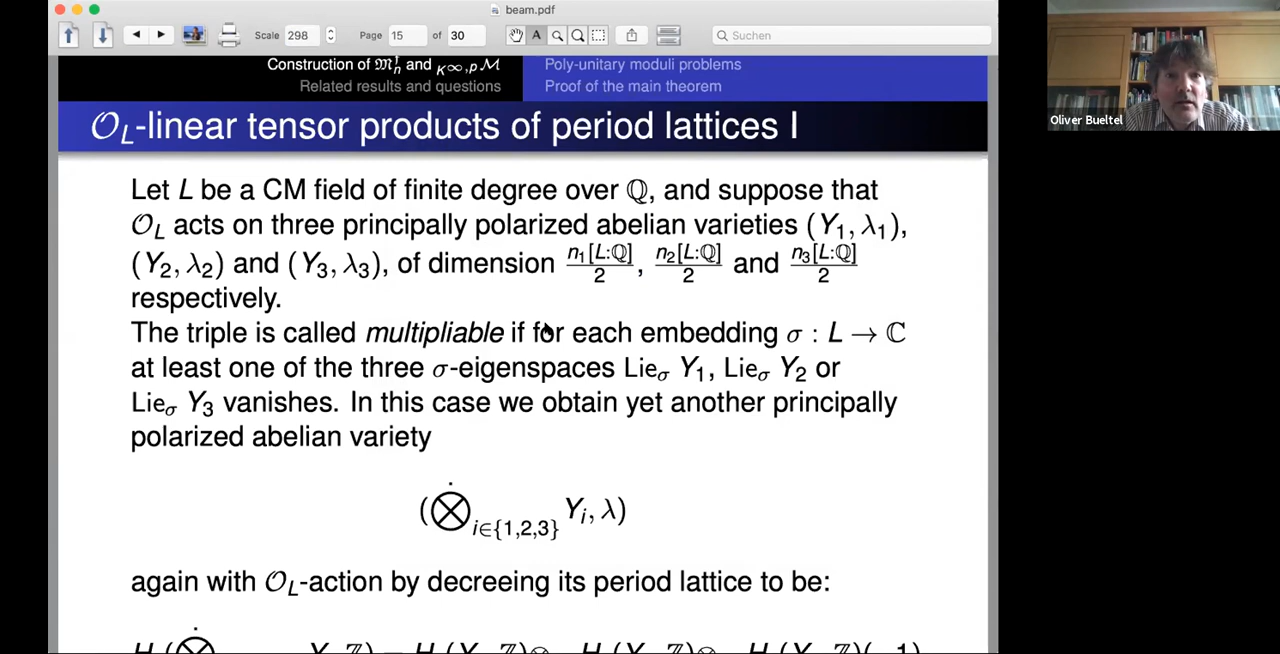 beam.pdf
Scale 298 Page 15 of 30 Suchen
Construction of 𝔐ₙ and K∞,p M Poly-unitary moduli problems
Related results and questions Proof of the main theorem
𝒪_L-linear tensor products of period lattices I
Oliver Bueltel
Let L be a CM field of finite degree over ℚ, and suppose that
𝒪_L acts on three principally polarized abelian varieties (Y₁, λ₁),
(Y₂, λ₂) and (Y₃, λ₃), of dimension n₁[L:ℚ]/2, n₂[L:ℚ]/2 and n₃[L:ℚ]/2
respectively.
The triple is called multipliable if for each embedding σ : L → ℂ
at least one of the three σ-eigenspaces Lie_σ Y₁, Lie_σ Y₂ or
Lie_σ Y₃ vanishes. In this case we obtain yet another principally
polarized abelian variety
(⨂̇_{i∈{1,2,3}} Y_i, λ)
again with 𝒪_L-action by decreeing its period lattice to be: